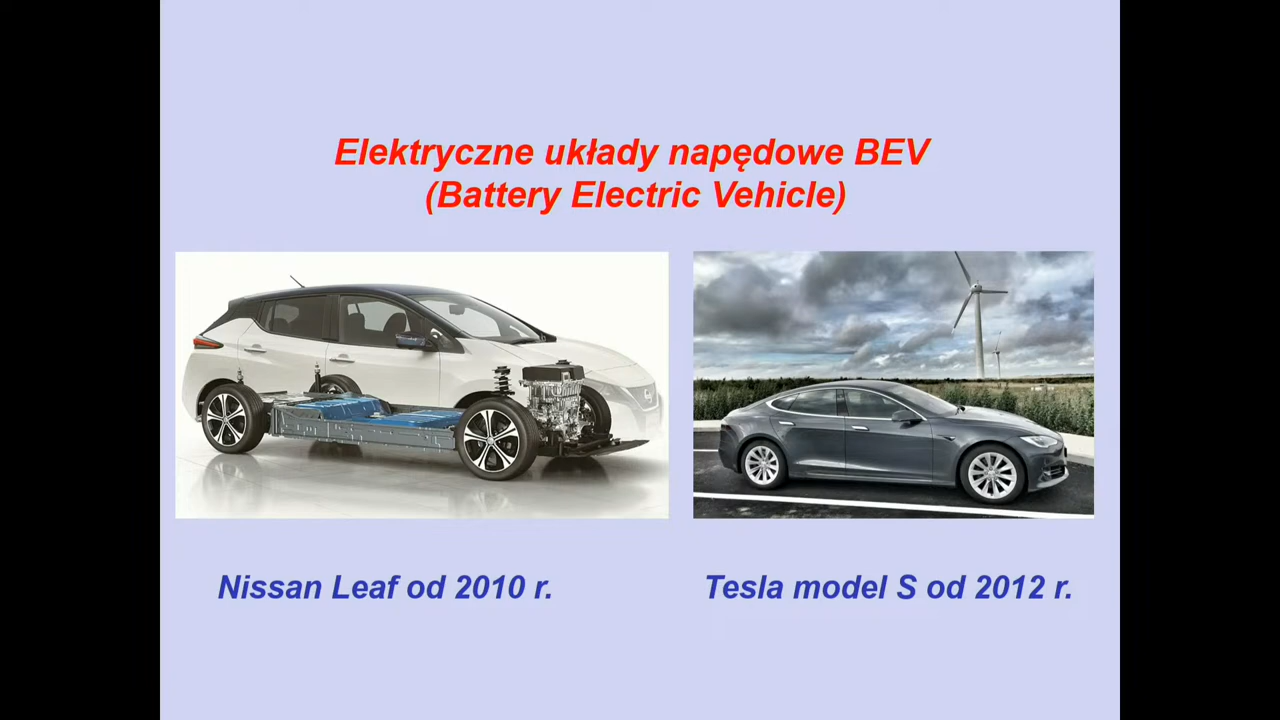 Elektryczne układy napędowe BEV
(Battery Electric Vehicle)
Nissan Leaf od 2010 r.
Tesla model S od 2012 r.